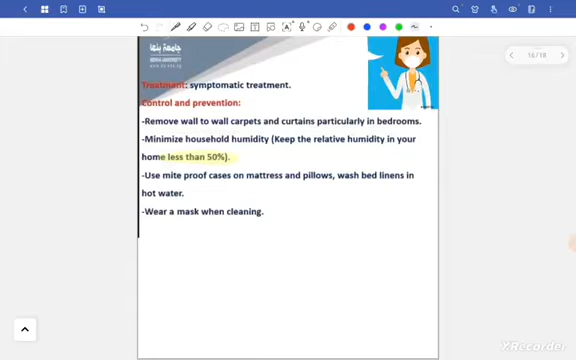 16/18
جامعة بنها
BENHA UNIVERSITY
Treatment: symptomatic treatment.
Control and prevention:
-Remove wall to wall carpets and curtains particularly in bedrooms.
-Minimize household humidity (Keep the relative humidity in your
home less than 50%).
-Use mite proof cases on mattress and pillows, wash bed linens in
hot water.
-Wear a mask when cleaning.
XRecorder